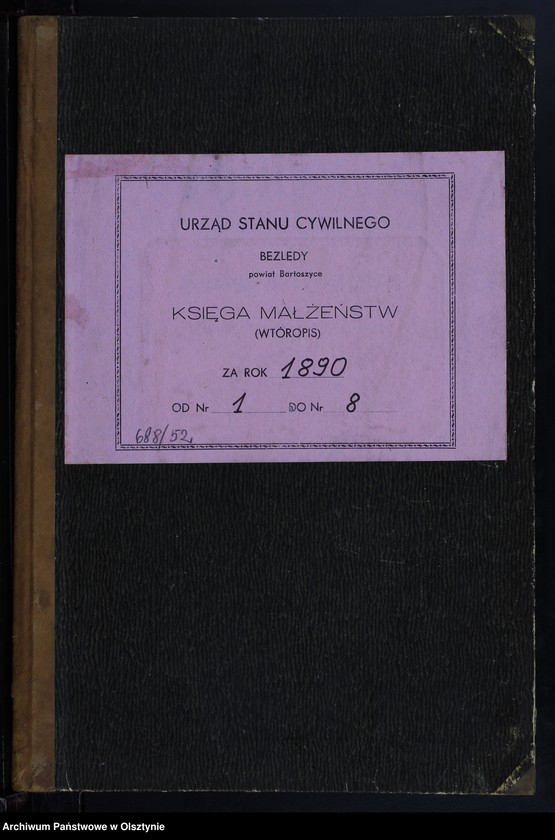 URZĄD STANU CYWILNEGO
BEZLEDY
powiat Bartoszyce
KSIĘGA MAŁŻEŃSTW
(WTÓROPIS)
ZA ROK 1890
OD Nr 1 DO Nr 8
688/52
Archiwum Państwowe w Olsztynie